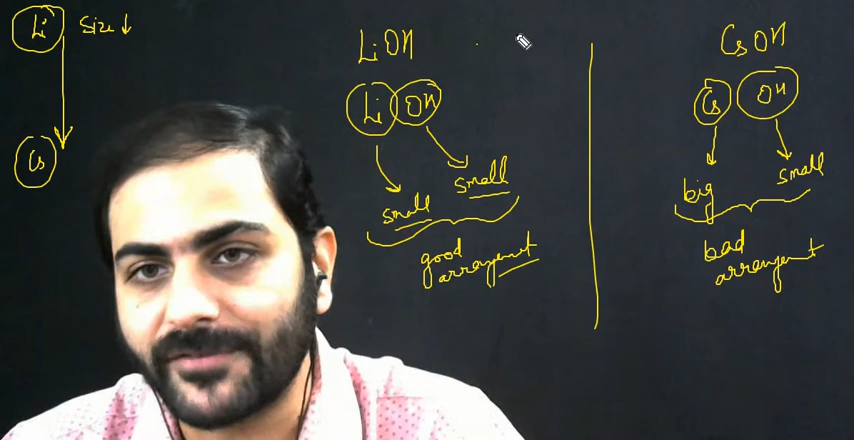 Li Size ↓
Cs
LiOH
Li OH
small small
good
arrangement
CsOH
Cs OH
big small
bad
arrangement